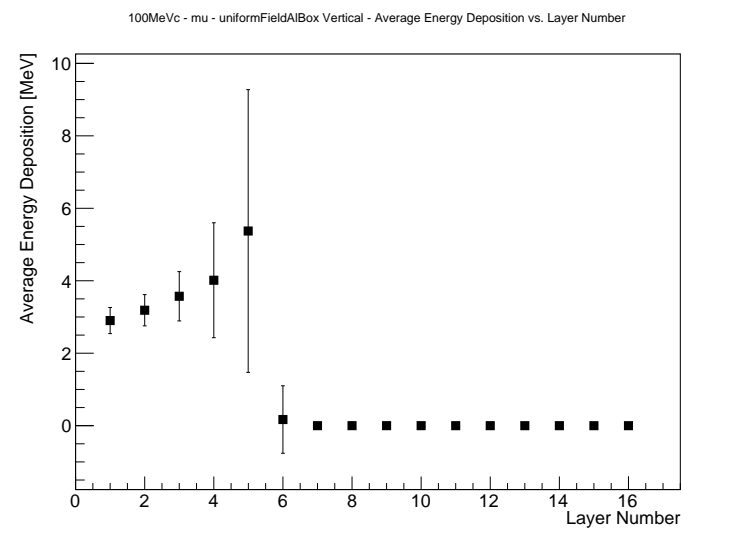 100MeVc - mu - uniformFieldAlBox Vertical - Average Energy Deposition vs. Layer Number
Average Energy Deposition [MeV]
10
8
6
4
2
0
0 2 4 6 8 10 12 14 16
Layer Number